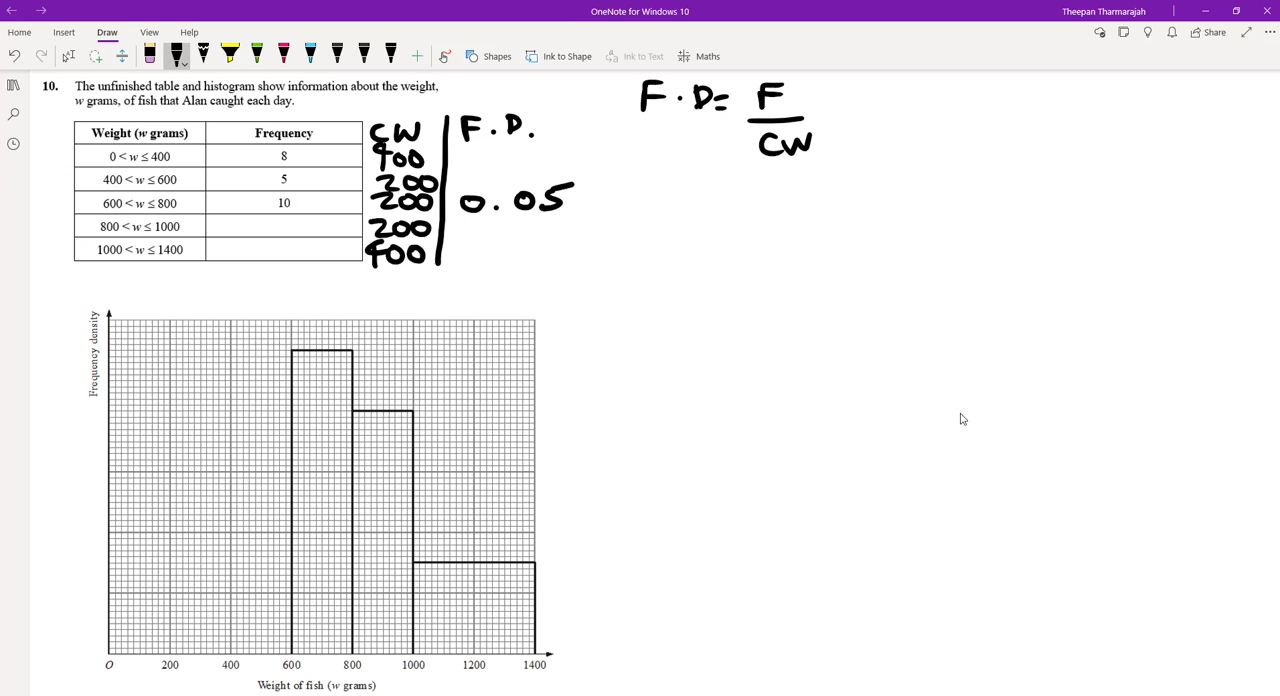 OneNote for Windows 10
Theepan Tharmarajah
Home Insert Draw View Help
Share
Shapes Ink to Shape Ink to Text Maths
10. The unfinished table and histogram show information about the weight,
w grams, of fish that Alan caught each day.
F.D= F
CW
Weight (w grams) Frequency CW F.D.
0 < w ≤ 400 8 400
400 < w ≤ 600 5 200
600 < w ≤ 800 10 200 0.05
800 < w ≤ 1000 200
1000 < w ≤ 1400 400
Frequency density
O 200 400 600 800 1000 1200 1400
Weight of fish (w grams)